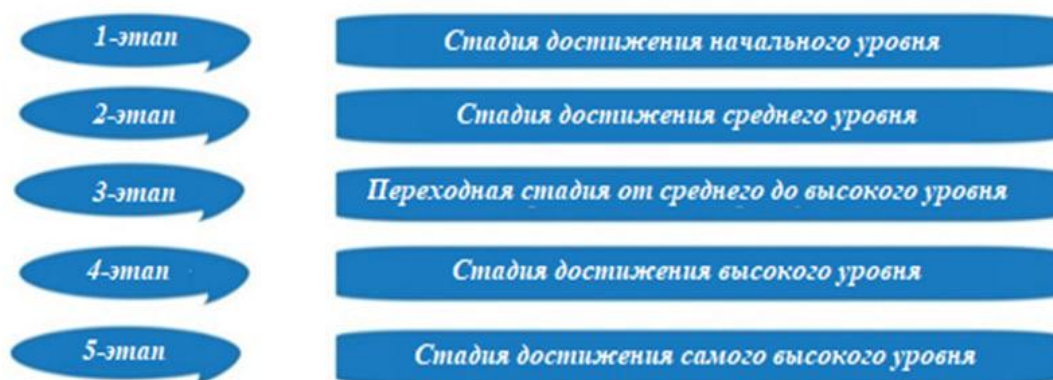 1-этап
Стадия достижения начального уровня
2-этап
Стадия достижения среднего уровня
3-этап
Переходная стадия от среднего до высокого уровня
4-этап
Стадия достижения высокого уровня
5-этап
Стадия достижения самого высокого уровня